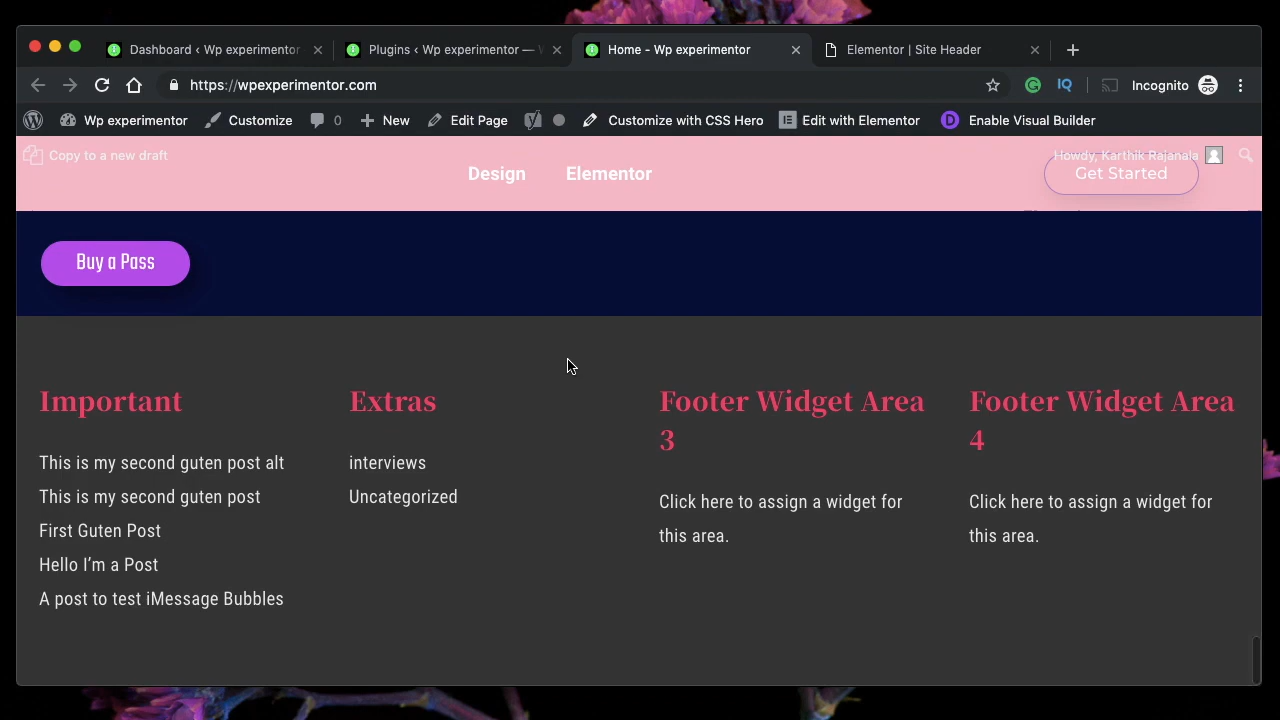 Dashboard ‹ Wp experimentor
Plugins ‹ Wp experimentor —
Home - Wp experimentor
Elementor | Site Header
https://wpexperimentor.com
IQ
Incognito
Wp experimentor
Customize
0
New
Edit Page
Customize with CSS Hero
Edit with Elementor
D
Enable Visual Builder
Copy to a new draft
Howdy, Karthik Rajanala
Design
Elementor
Get Started
Buy a Pass
Important
This is my second guten post alt
This is my second guten post
First Guten Post
Hello I’m a Post
A post to test iMessage Bubbles
Extras
interviews
Uncategorized
Footer Widget Area
3
Click here to assign a widget for
this area.
Footer Widget Area
4
Click here to assign a widget for
this area.